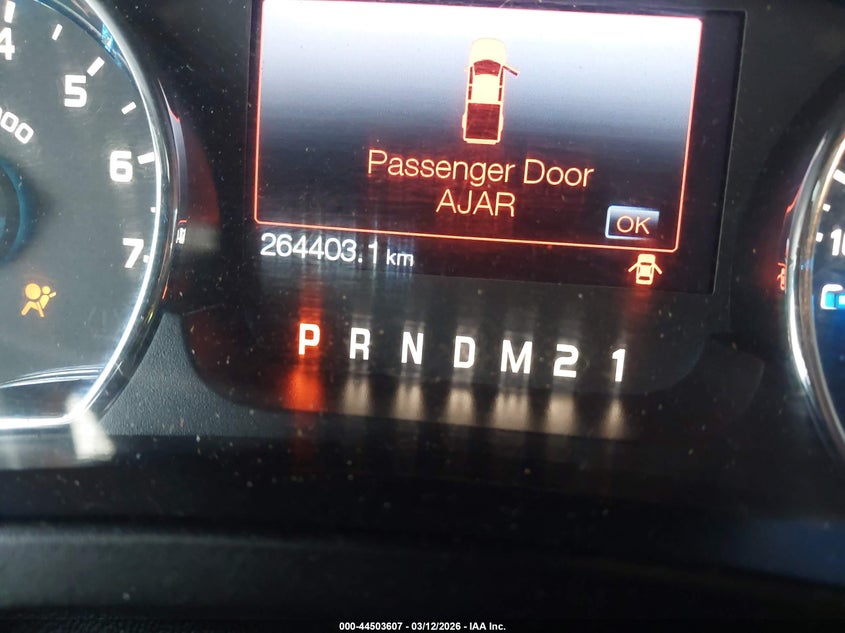 4
5
000
6
7
Passenger Door
AJAR
OK
264403.1 km
P R N D M 2 1
000-44503607 - 03/12/2026 - IAA Inc.